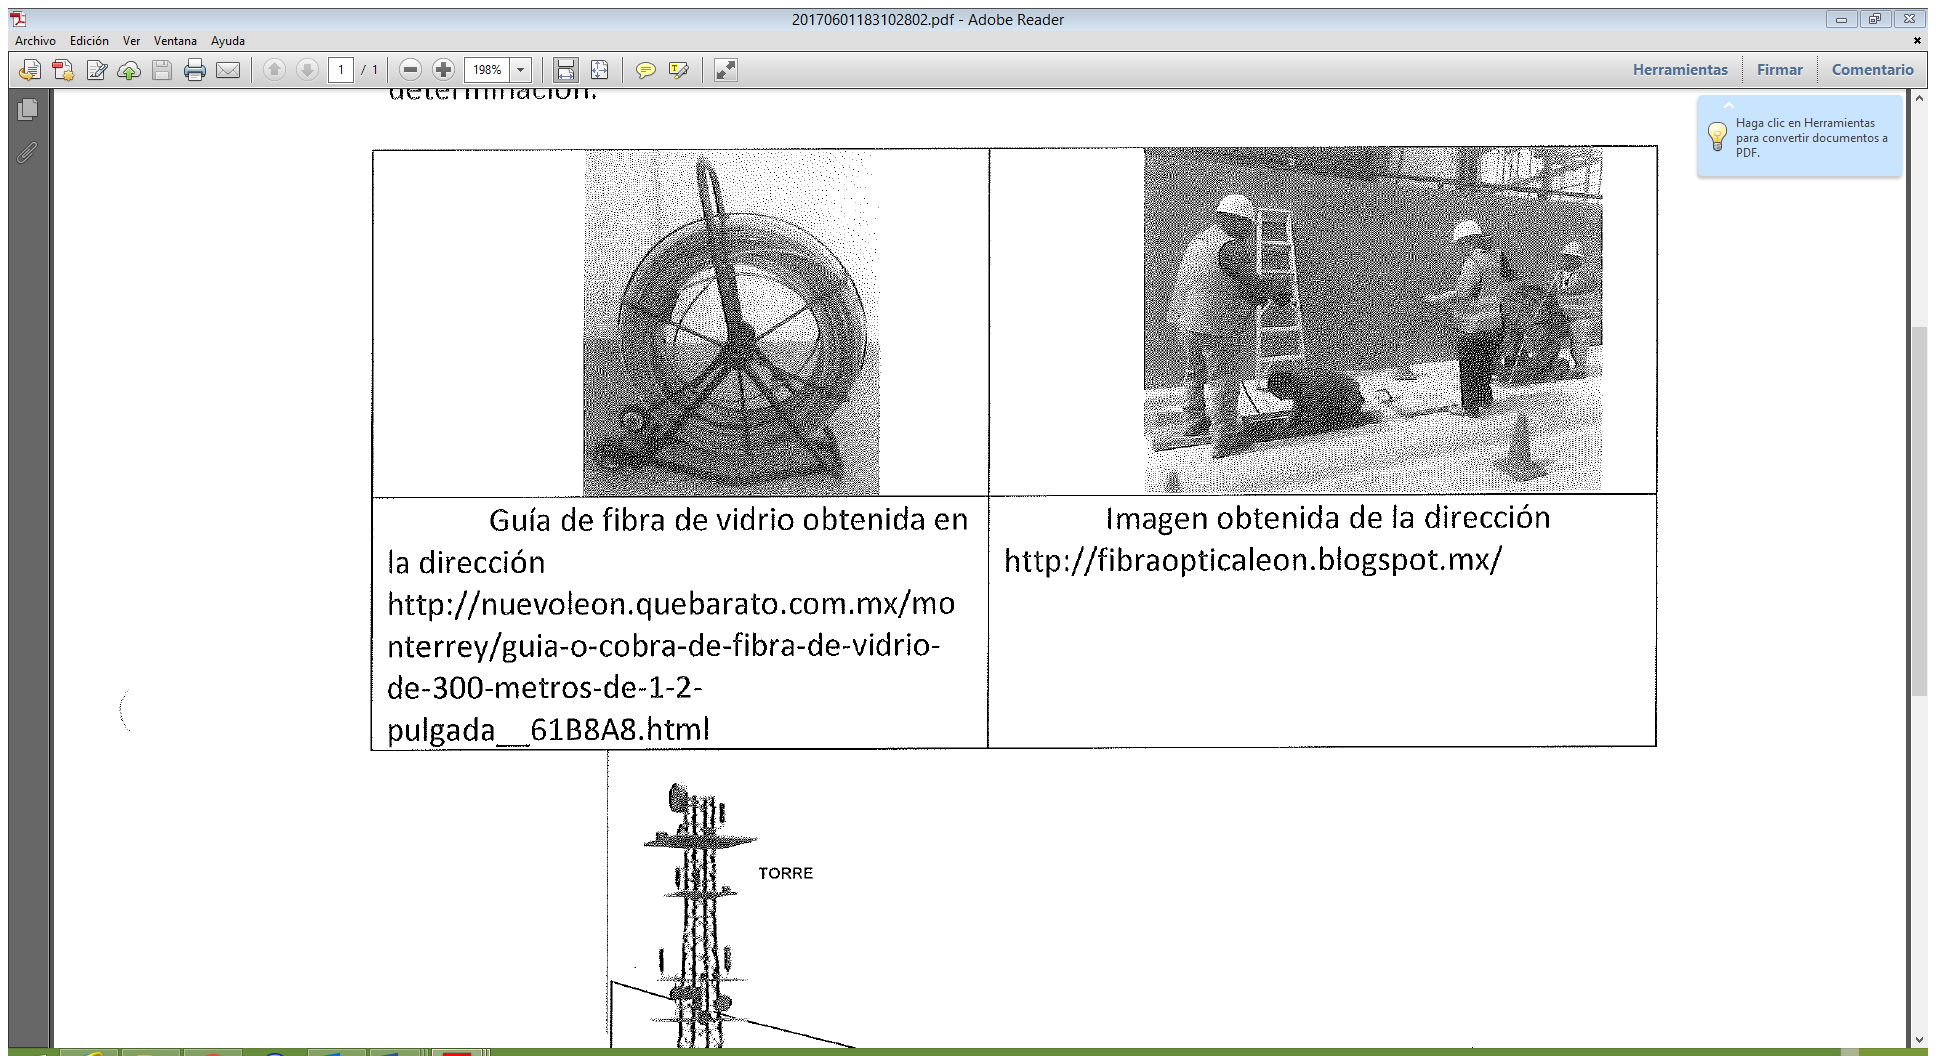 20170601183102802.pdf - Adobe Reader
Archivo Edición Ver Ventana Ayuda
1 / 1 198% Herramientas Firmar Comentario
determinación.
Haga clic en Herramientas
para convertir documentos a
PDF.
Guía de fibra de vidrio obtenida en
la dirección
http://nuevoleon.quebarato.com.mx/mo
nterrey/guia-o-cobra-de-fibra-de-vidrio-
de-300-metros-de-1-2-
pulgada__61B8A8.html
Imagen obtenida de la dirección
http://fibraopticaleon.blogspot.mx/
TORRE